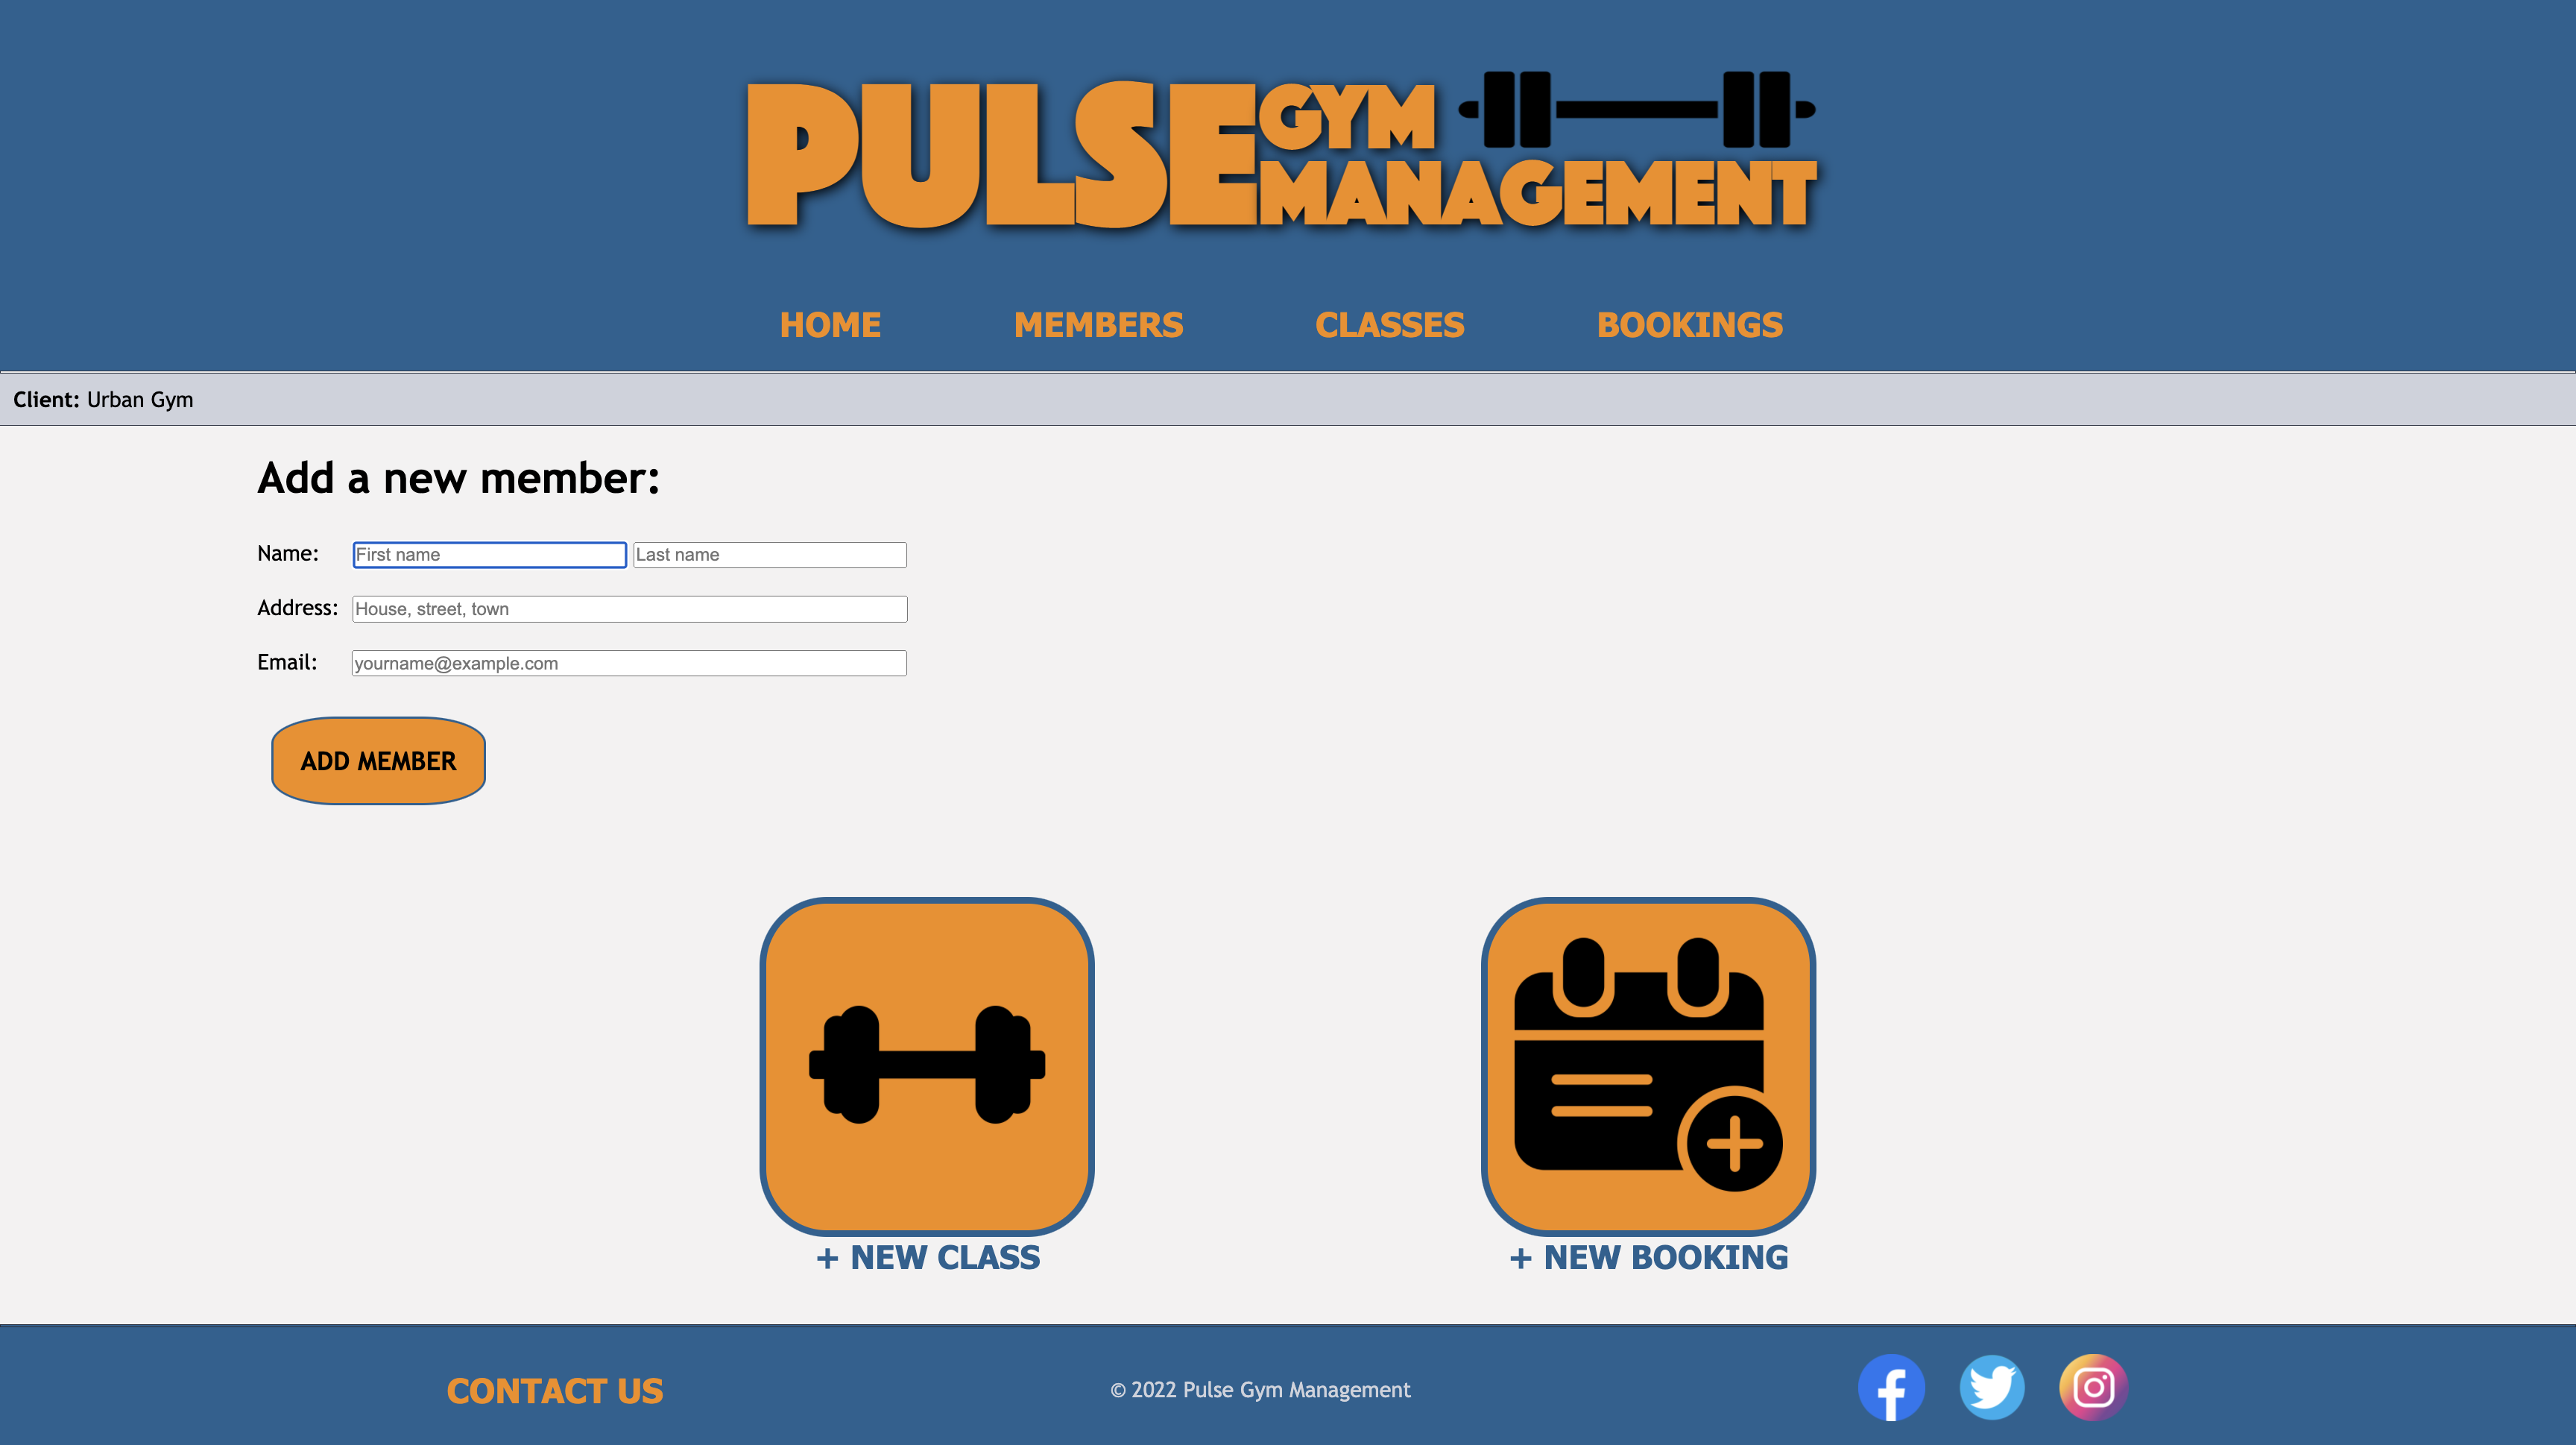 PULSE GYM
MANAGEMENT
HOME MEMBERS CLASSES BOOKINGS
Client: Urban Gym
Add a new member:
Name: First name Last name
Address: House, street, town
Email: yourname@example.com
ADD MEMBER
+ NEW CLASS + NEW BOOKING
CONTACT US © 2022 Pulse Gym Management